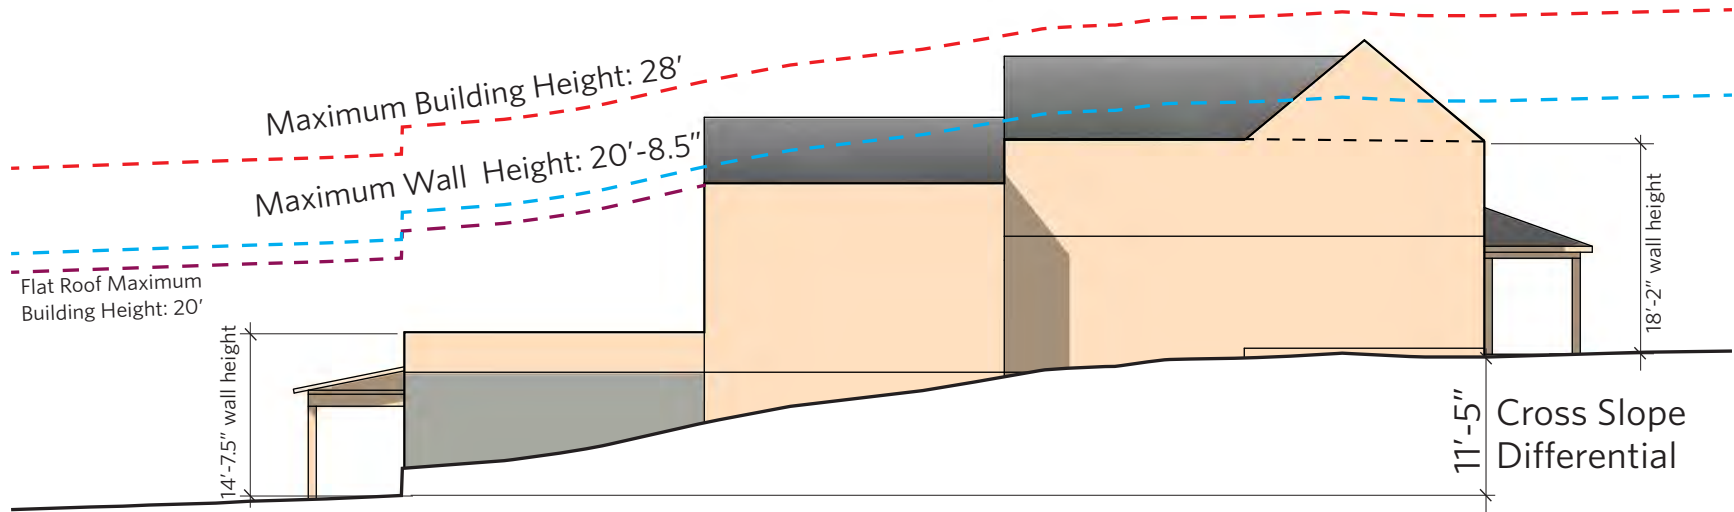 Maximum Building Height: 28'
Maximum Wall Height: 20'-8.5"
Flat Roof Maximum
Building Height: 20'
14'-7.5" wall height
18'-2" wall height
11'-5"
Cross Slope
Differential